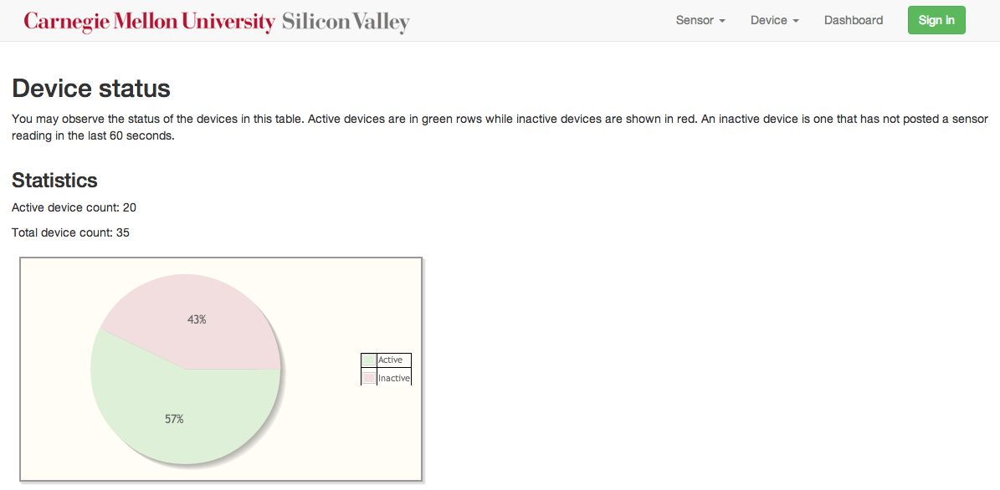 Carnegie Mellon University Silicon Valley
Sensor Device Dashboard Sign in
Device status
You may observe the status of the devices in this table. Active devices are in green rows while inactive devices are shown in red. An inactive device is one that has not posted a sensor
reading in the last 60 seconds.
Statistics
Active device count: 20
Total device count: 35
43%
Active
Inactive
57%